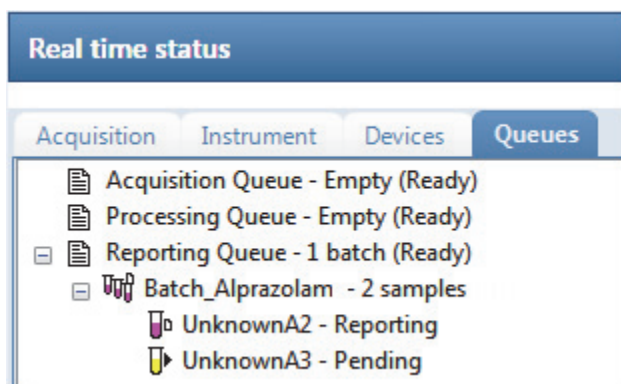 Real time status
Acquisition Instrument Devices Queues
Acquisition Queue - Empty (Ready)
Processing Queue - Empty (Ready)
Reporting Queue - 1 batch (Ready)
Batch_Alprazolam - 2 samples
UnknownA2 - Reporting
UnknownA3 - Pending